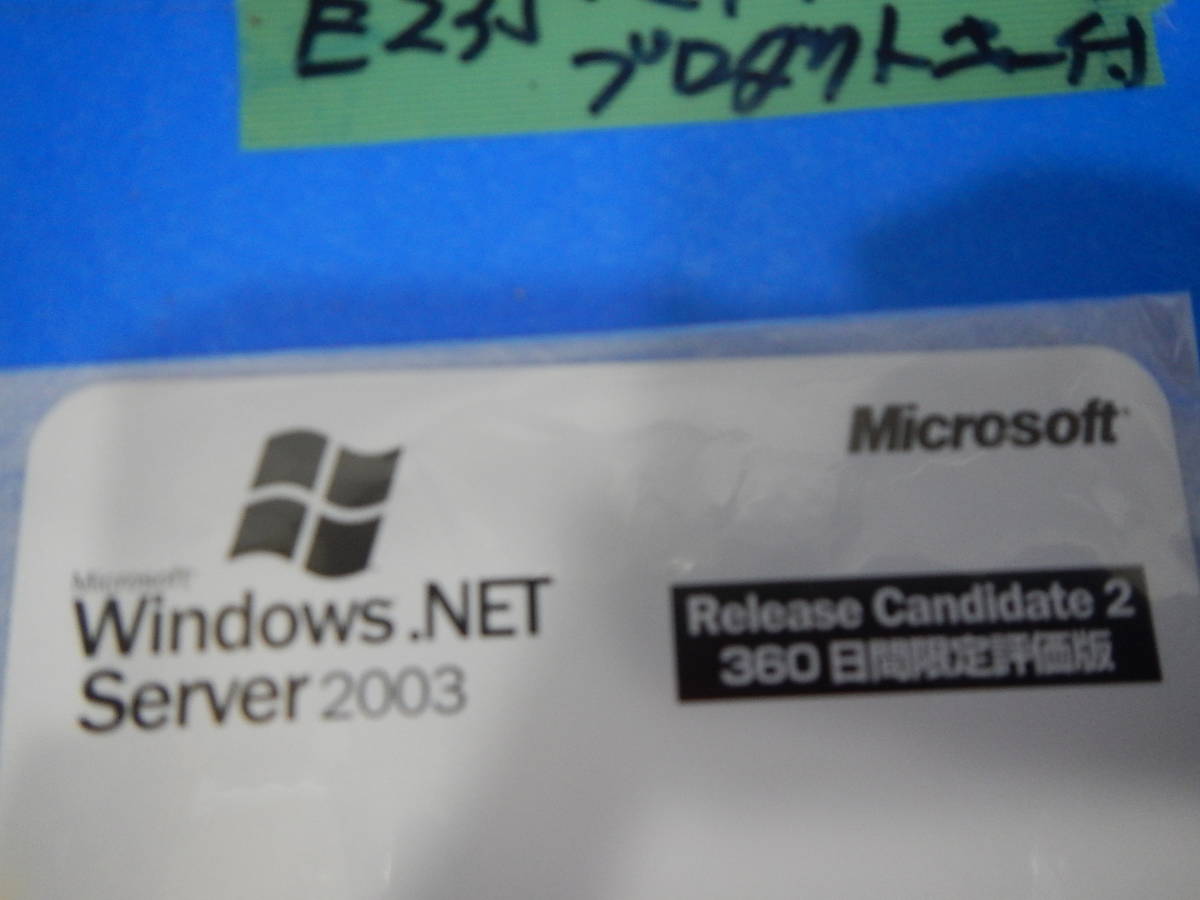 E235
プロダクトキー付
Microsoft
Microsoft
Windows .NET
Server 2003
Release Candidate 2
360日間限定評価版